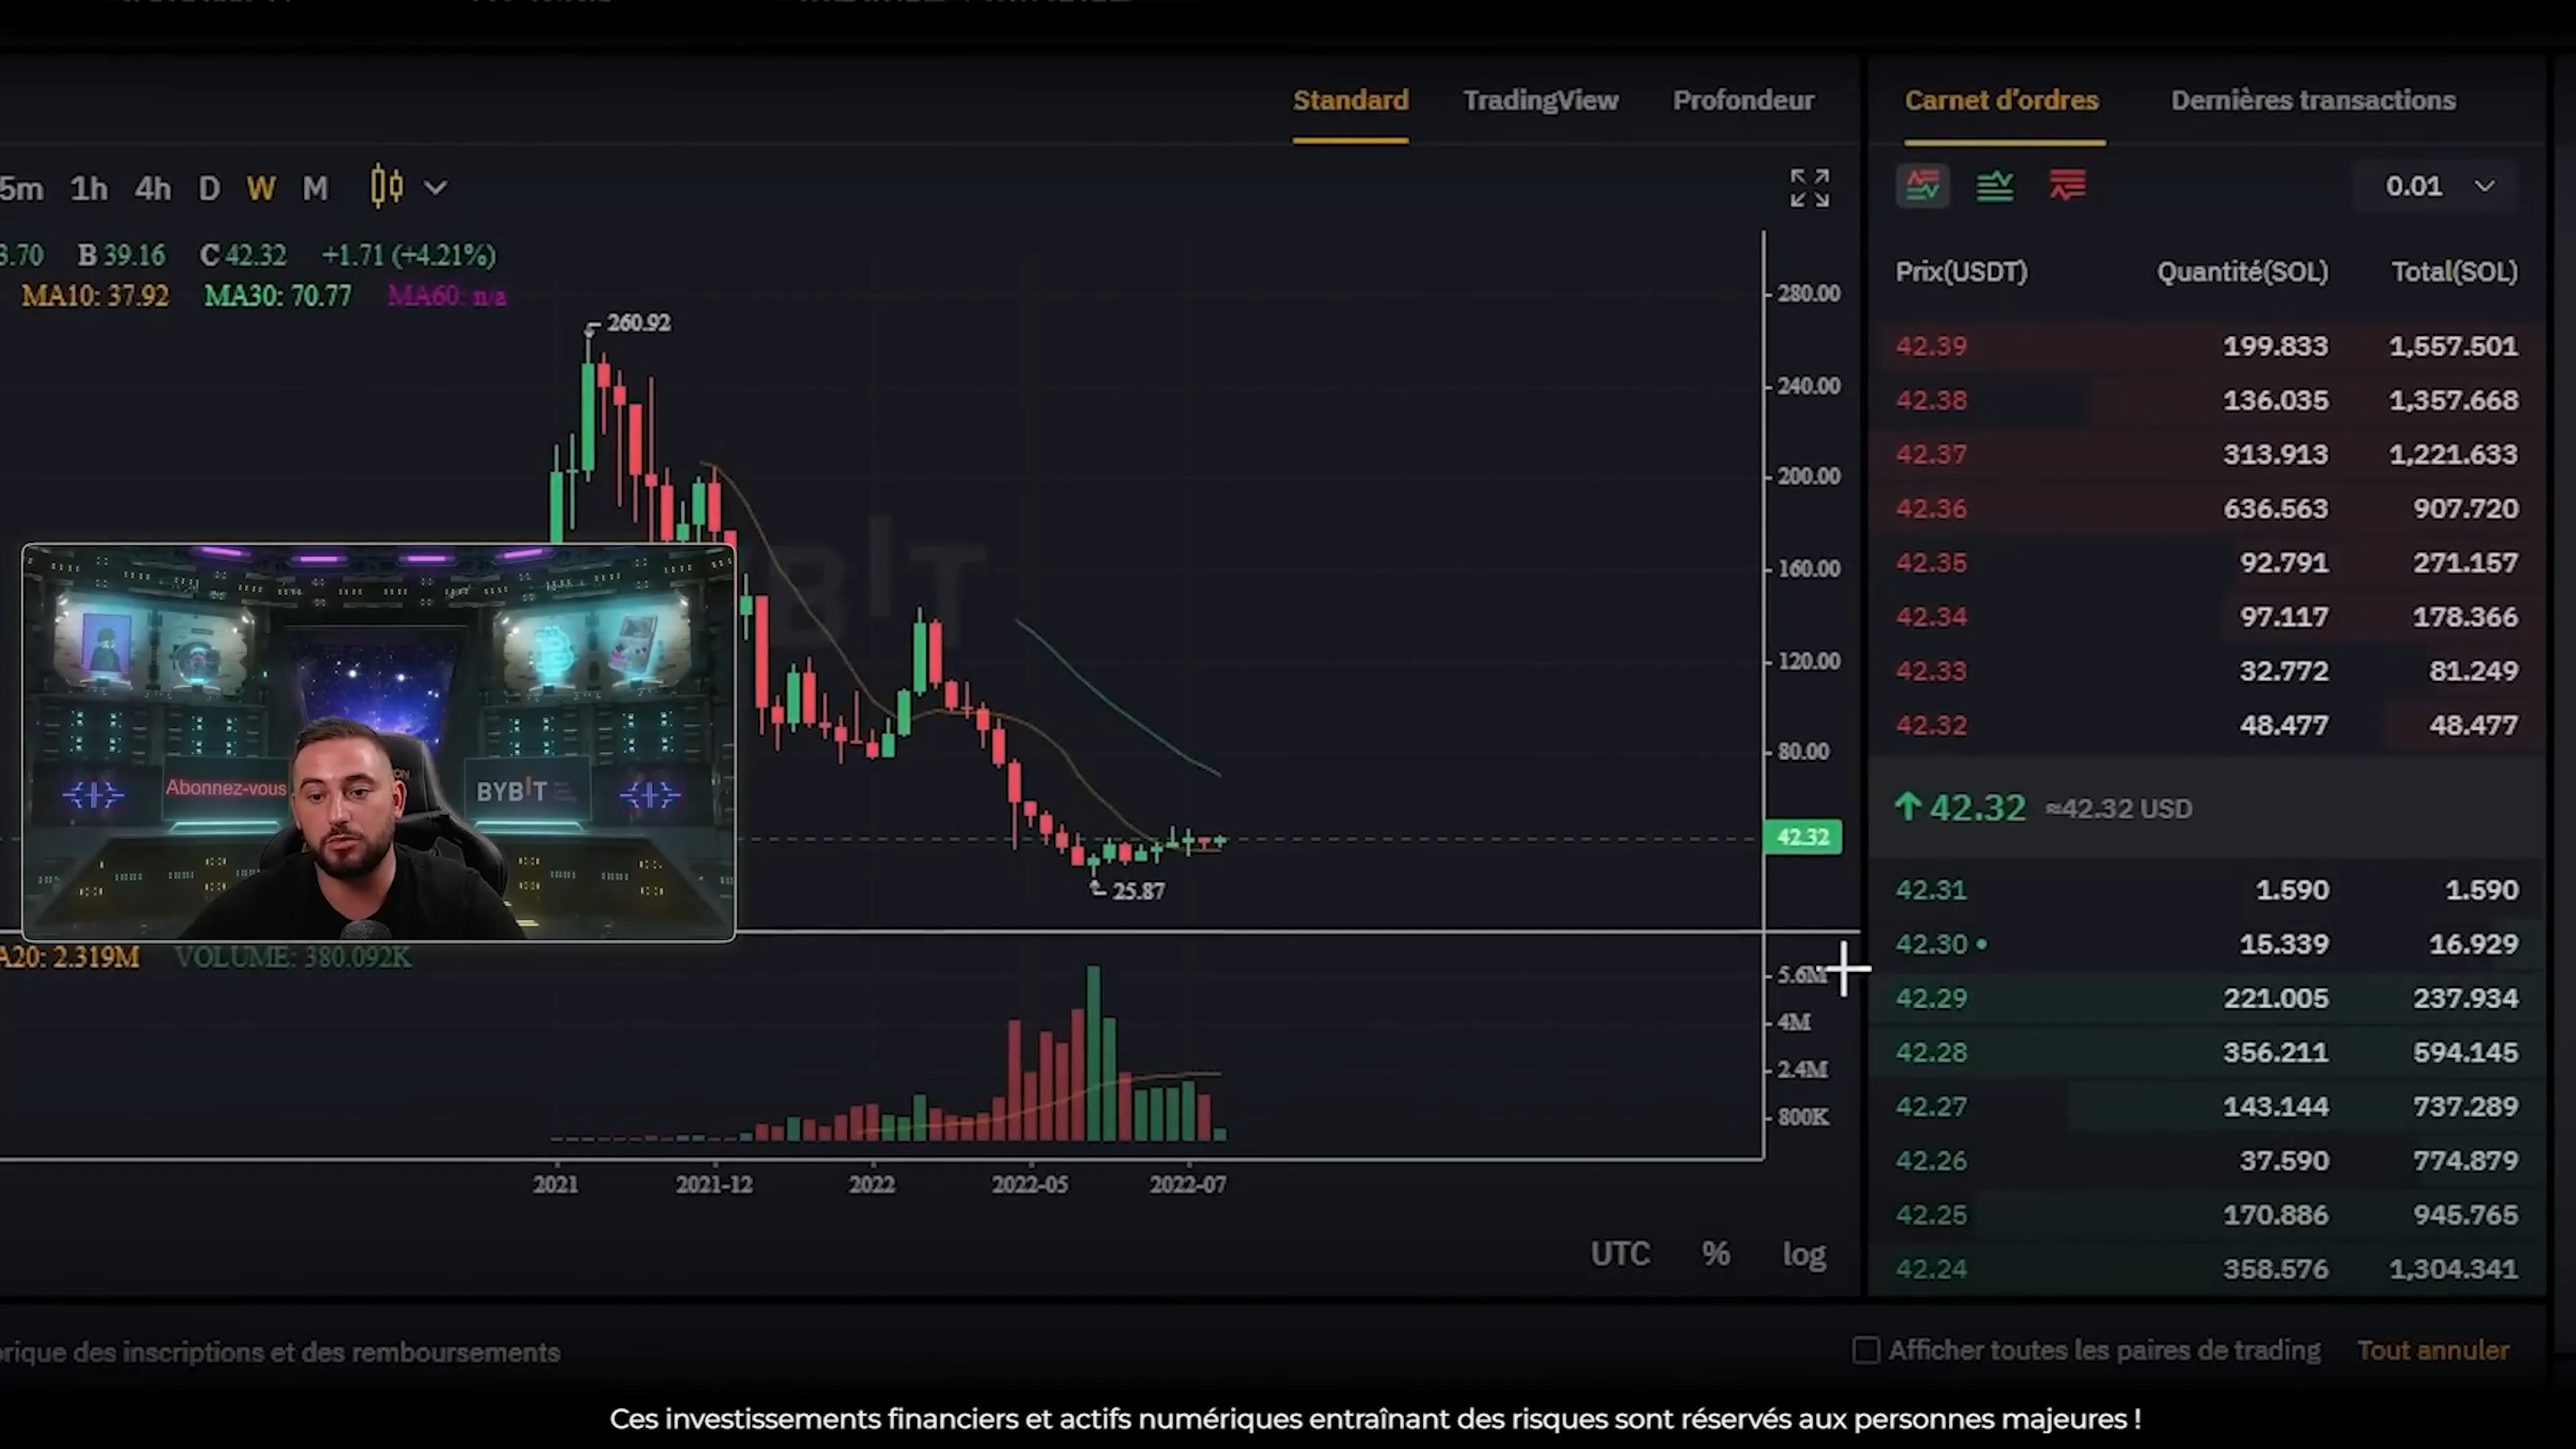 Standard TradingView Profondeur
Carnet d'ordres Dernières transactions
5m 1h 4h D W M
0.01
3.70 B 39.16 C 42.32 +1.71 (+4.21%)
MA10: 37.92 MA30: 70.77 MA60: n/a
260.92
280.00
240.00
200.00
160.00
120.00
80.00
42.32
25.87
BIT
Abonnez-vous
BYBIT
A20: 2.319M VOLUME: 380.092K
5.6M
4M
2.4M
800K
2021 2021-12 2022 2022-05 2022-07
UTC % log
Prix(USDT) Quantité(SOL) Total(SOL)
42.39 199.833 1,557.501
42.38 136.035 1,357.668
42.37 313.913 1,221.633
42.36 636.563 907.720
42.35 92.791 271.157
42.34 97.117 178.366
42.33 32.772 81.249
42.32 48.477 48.477
42.32 ≈42.32 USD
42.31 1.590 1.590
42.30 15.339 16.929
42.29 221.005 237.934
42.28 356.211 594.145
42.27 143.144 737.289
42.26 37.590 774.879
42.25 170.886 945.765
42.24 358.576 1,304.341
orique des inscriptions et des remboursements
Afficher toutes les paires de trading Tout annuler
Ces investissements financiers et actifs numériques entraînant des risques sont réservés aux personnes majeures !